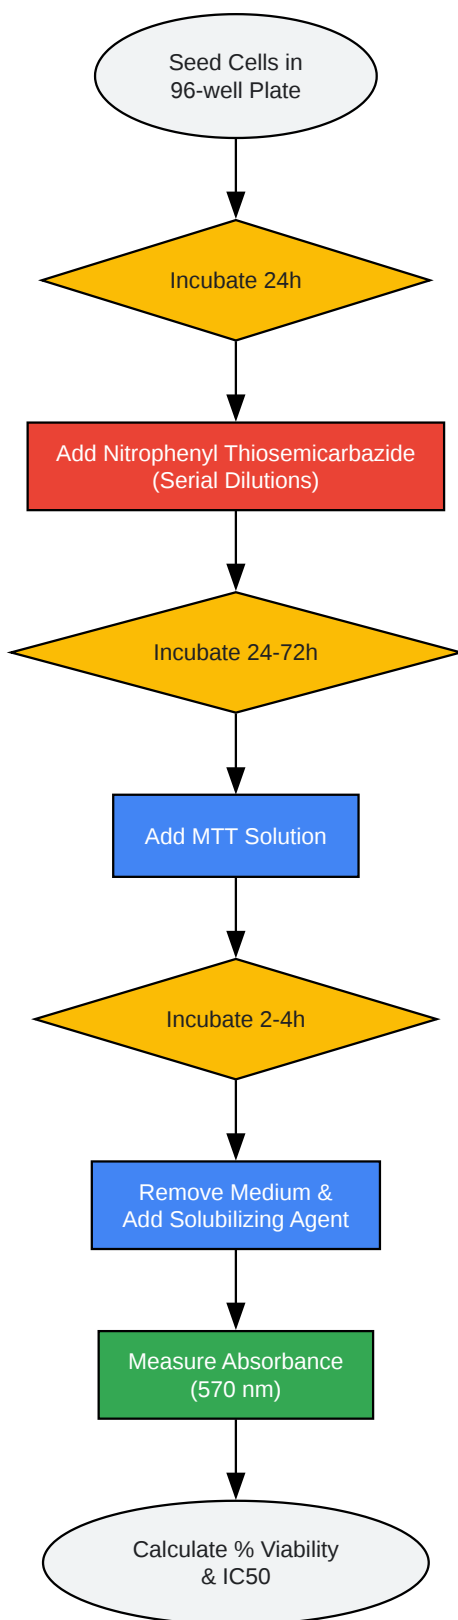 Seed Cells in
96-well Plate
Incubate 24h
Add Nitrophenyl Thiosemicarbazide
(Serial Dilutions)
Incubate 24-72h
Add MTT Solution
Incubate 2-4h
Remove Medium &
Add Solubilizing Agent
Measure Absorbance
(570 nm)
Calculate % Viability
& IC50